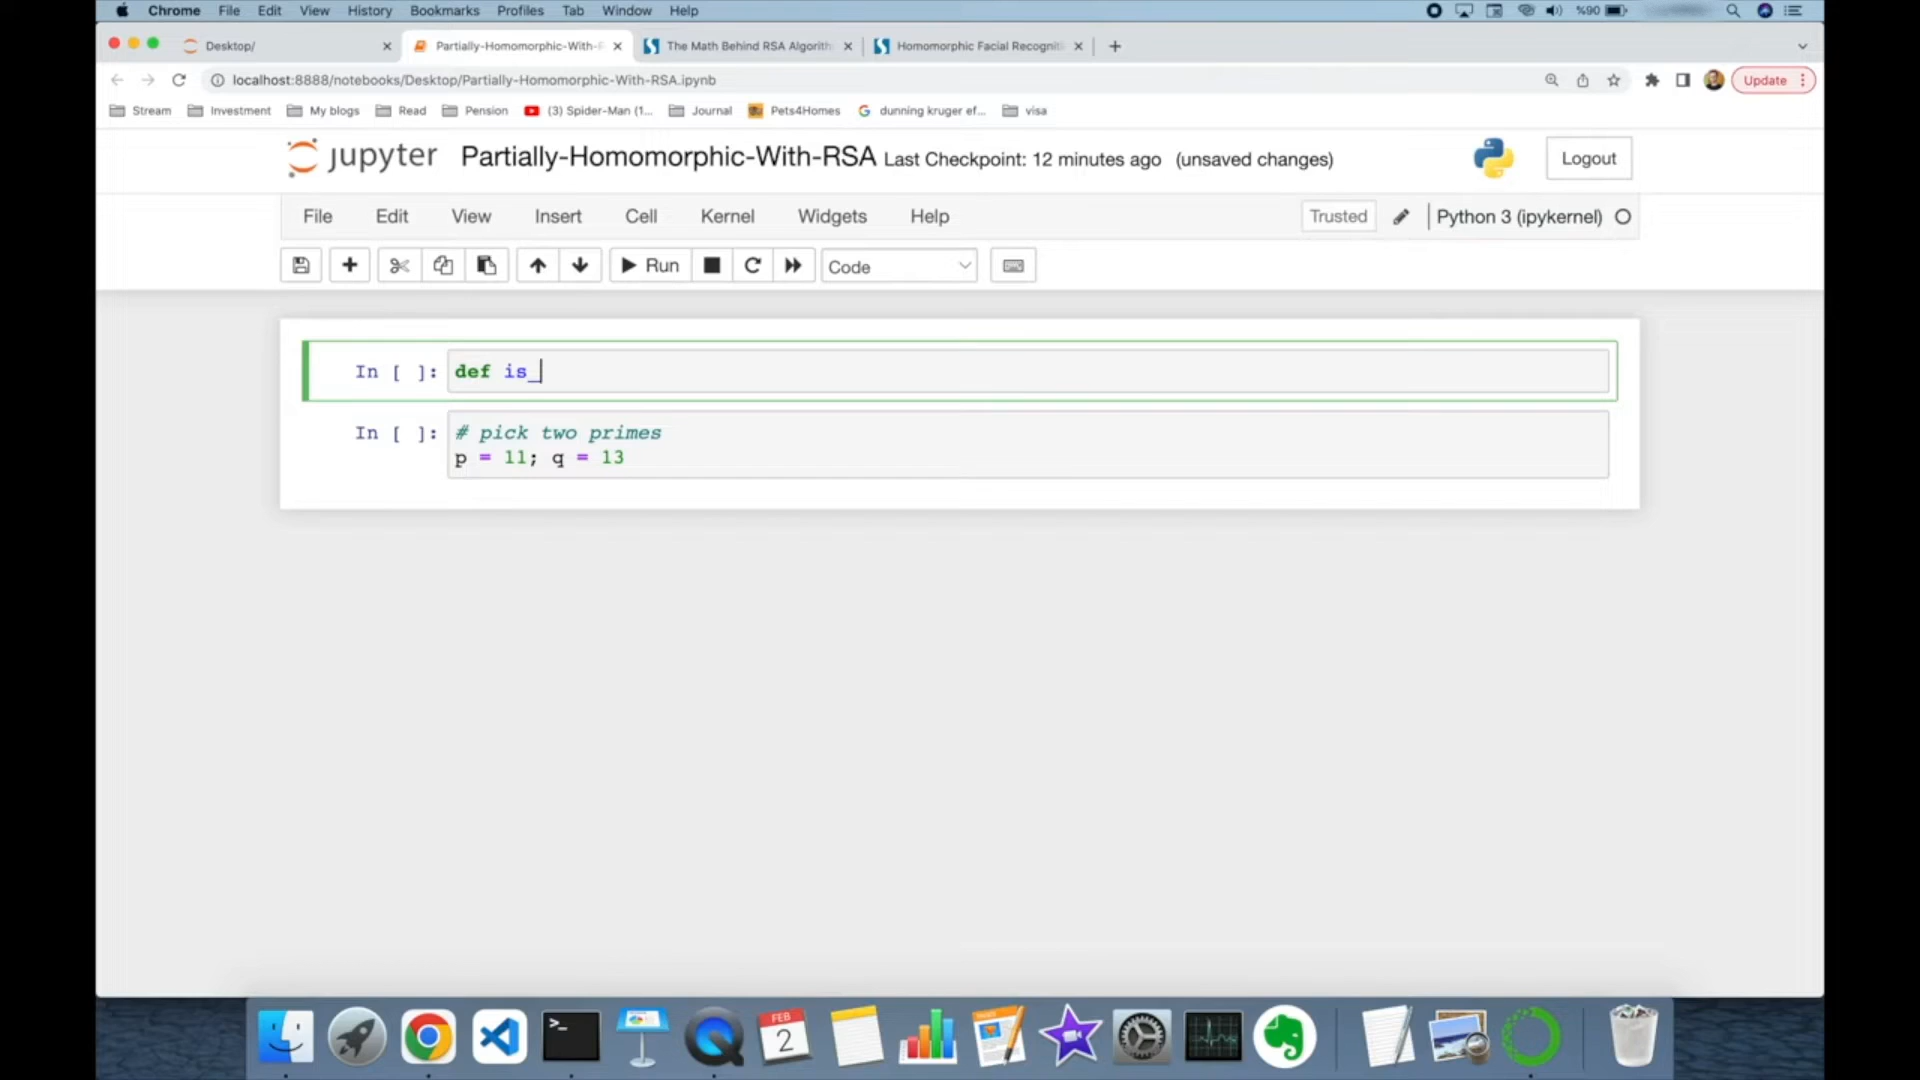 Chrome File Edit View History Bookmarks Profiles Tab Window Help %90
Desktop/ Partially-Homomorphic-With-R The Math Behind RSA Algorith Homomorphic Facial Recogniti
localhost:8888/notebooks/Desktop/Partially-Homomorphic-With-RSA.ipynb Update
Stream Investment My blogs Read Pension (3) Spider-Man (1... Journal Pets4Homes dunning kruger ef... visa
jupyter Partially-Homomorphic-With-RSA Last Checkpoint: 12 minutes ago (unsaved changes) Logout
File Edit View Insert Cell Kernel Widgets Help Trusted Python 3 (ipykernel)
Run Code
In [ ]: def is_
In [ ]: # pick two primes
p = 11; q = 13
FEB
2